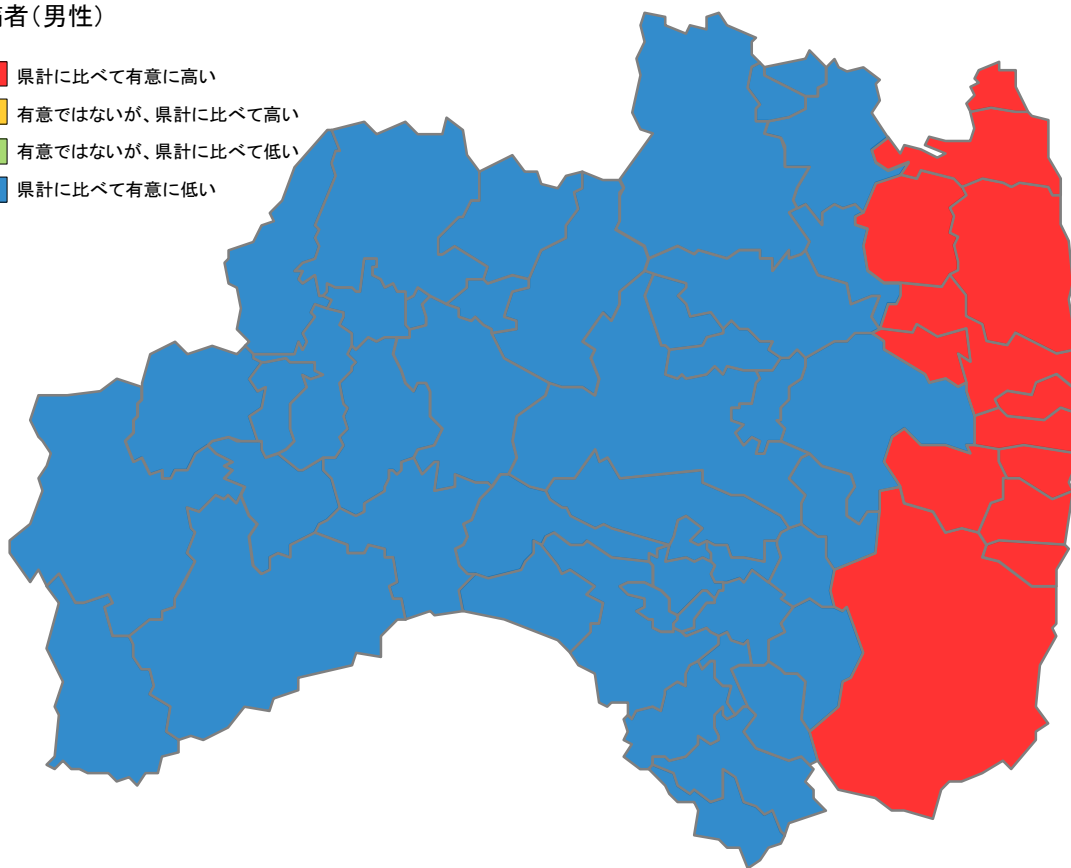 者（男性）
県計に比べて有意に高い
有意ではないが、県計に比べて高い
有意ではないが、県計に比べて低い
県計に比べて有意に低い